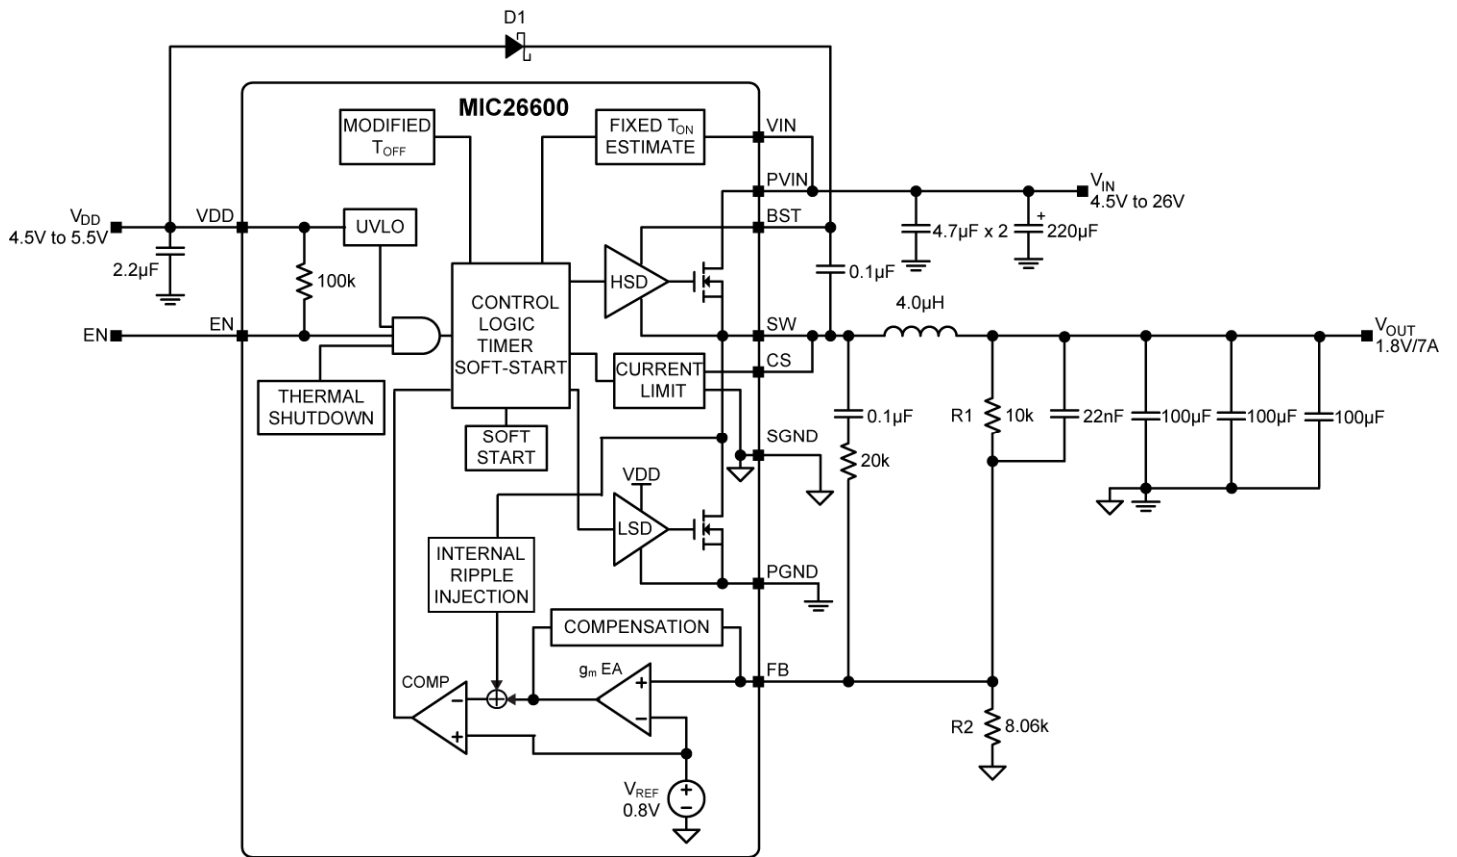 D1
MIC26600
MODIFIED
TOFF
FIXED TON
ESTIMATE
VIN
PVIN
VIN
4.5V to 26V
BST
VDD
4.5V to 5.5V
VDD
UVLO
2.2µF
100k
HSD
4.7µF x 2
+
220µF
0.1µF
4.0µH
CONTROL
LOGIC
TIMER
SOFT-START
EN
EN
SW
VOUT
1.8V/7A
CS
CURRENT
LIMIT
THERMAL
SHUTDOWN
SOFT
START
0.1µF
20k
R1
10k
22nF
100µF
100µF
100µF
SGND
VDD
LSD
INTERNAL
RIPPLE
INJECTION
PGND
COMPENSATION
gm EA
COMP
FB
+
−
−
+
R2
8.06k
VREF
0.8V
+
−